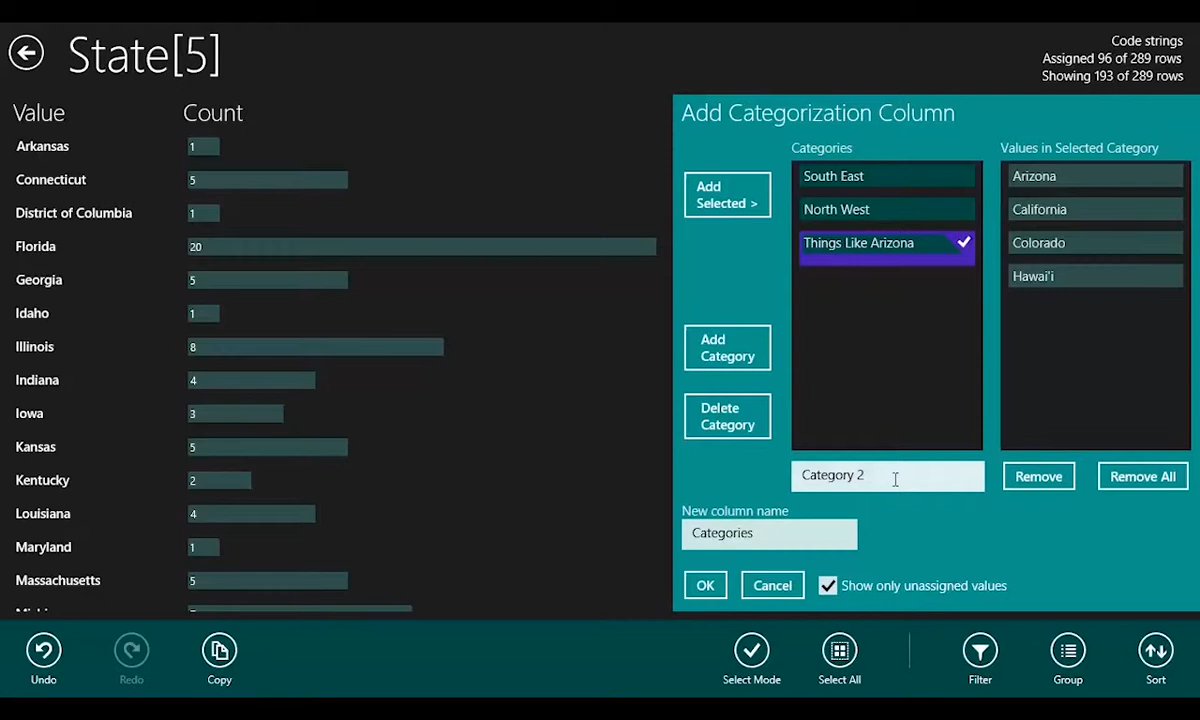 State[5]
Code strings
Assigned 96 of 289 rows
Showing 193 of 289 rows
Value Count
Arkansas 1
Connecticut 5
District of Columbia 1
Florida 20
Georgia 5
Idaho 1
Illinois 8
Indiana 4
Iowa 3
Kansas 5
Kentucky 2
Louisiana 4
Maryland 1
Massachusetts 5
Add Categorization Column
Categories
Values in Selected Category
Add
Selected >
South East
North West
Things Like Arizona
Arizona
California
Colorado
Hawai'i
Add
Category
Delete
Category
Category 2
Remove
Remove All
New column name
Categories
OK
Cancel
Show only unassigned values
Undo
Redo
Copy
Select Mode
Select All
Filter
Group
Sort